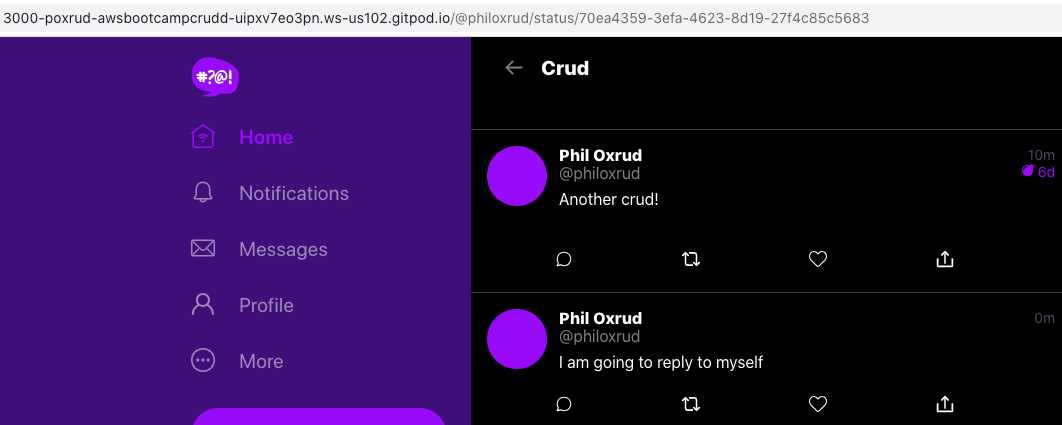 3000-poxrud-awsbootcampcrudd-uipxv7eo3pn.ws-us102.gitpod.io/@philoxrud/status/70ea4359-3efa-4623-8d19-27f4c85c5683
#?@!
Crud
Home
Notifications
Messages
Profile
More
Phil Oxrud
10m
@philoxrud
6d
Another crud!
Phil Oxrud
0m
@philoxrud
I am going to reply to myself